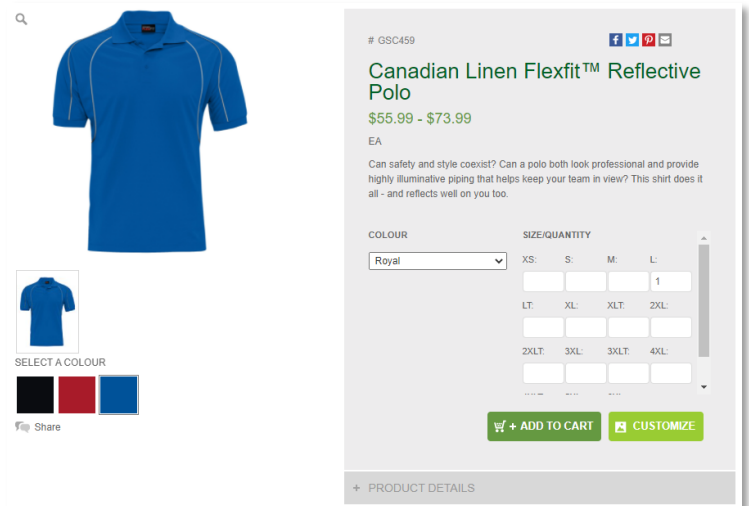 # GSC459
Canadian Linen Flexfit™ Reflective
Polo
$55.99 - $73.99
EA
Can safety and style coexist? Can a polo both look professional and provide
highly illuminative piping that helps keep your team in view? This shirt does it
all - and reflects well on you too.
COLOUR
SIZE/QUANTITY
Royal
XS: S: M: L:
1
LT: XL: XLT: 2XL:
2XLT: 3XL: 3XLT: 4XL:
SELECT A COLOUR
Share
+ ADD TO CART
CUSTOMIZE
+ PRODUCT DETAILS